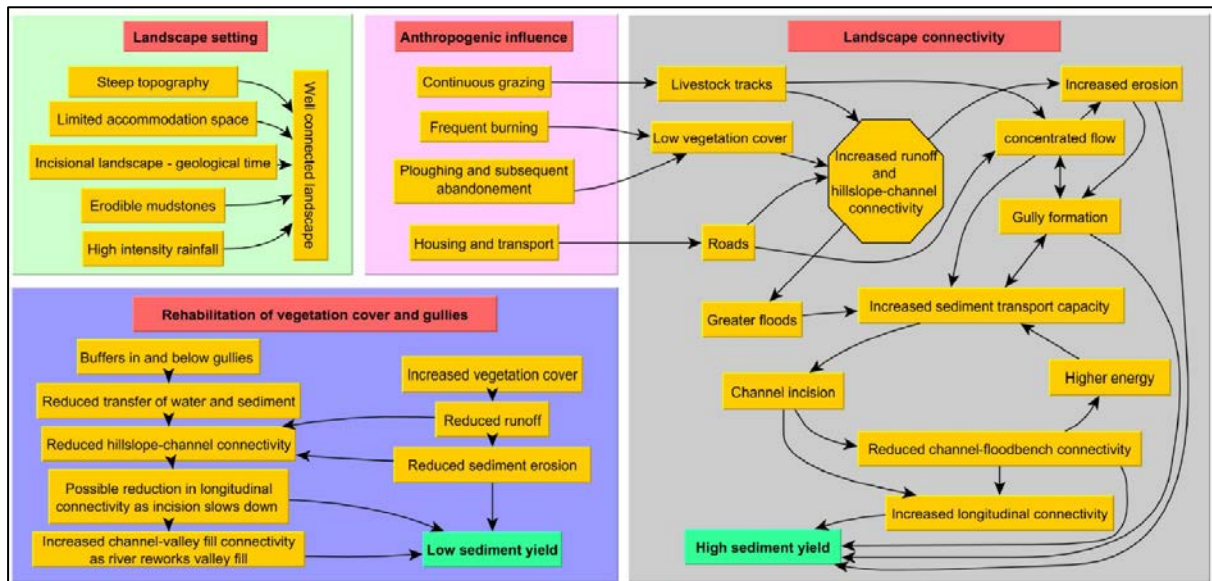 Landscape setting
Steep topography
Limited accommodation space
Incisional landscape - geological time
Erodible mudstones
High intensity rainfall
Well connected landscape
Anthropogenic influence
Continuous grazing
Frequent burning
Ploughing and subsequent
abandonement
Housing and transport
Landscape connectivity
Livestock tracks
Low vegetation cover
Roads
Increased runoff
and
hillslope-channel
connectivity
Increased erosion
concentrated flow
Gully formation
Greater floods
Increased sediment transport capacity
Channel incision
Higher energy
Reduced channel-floodbench connectivity
Increased longitudinal connectivity
High sediment yield
Rehabilitation of vegetation cover and gullies
Buffers in and below gullies
Reduced transfer of water and sediment
Reduced hillslope-channel connectivity
Possible reduction in longitudinal
connectivity as incision slows down
Increased channel-valley fill connectivity
as river reworks valley fill
Increased vegetation cover
Reduced runoff
Reduced sediment erosion
Low sediment yield